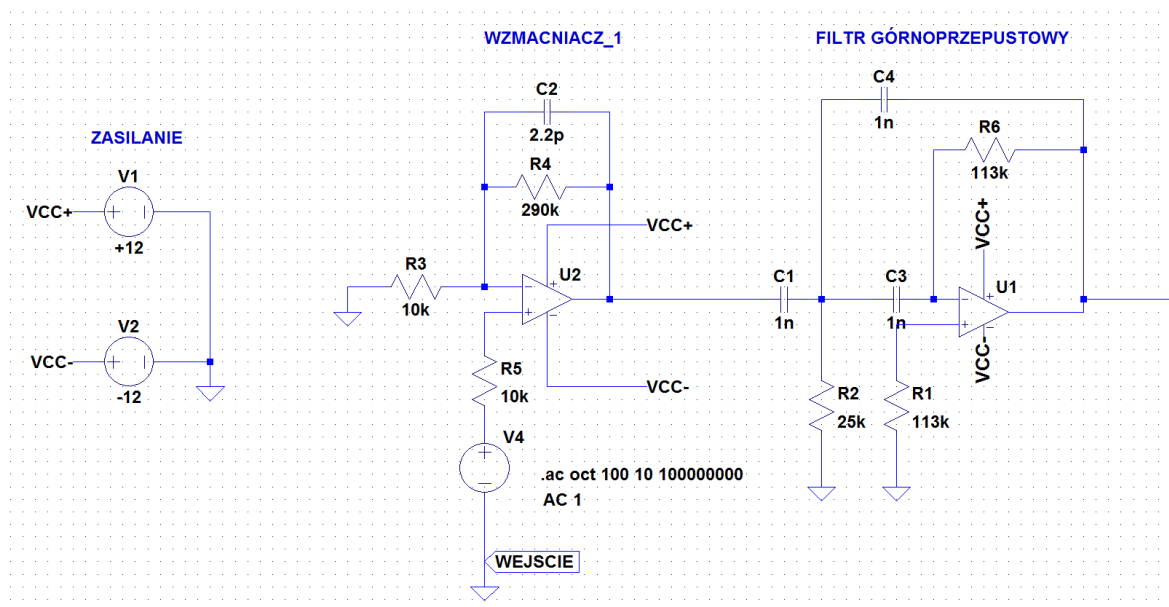 WZMACNIACZ_1
FILTR GÓRNOPRZEPUSTOWY
ZASILANIE
V1
VCC+
+12
V2
VCC-
-12
C2
2.2p
R4
290k
VCC+
R3
10k
U2
R5
10k
VCC-
V4
.ac oct 100 10 100000000
AC 1
WEJSCIE
C4
1n
R6
113k
VCC+
C1
1n
C3
1n
U1
VCC-
R2
25k
R1
113k